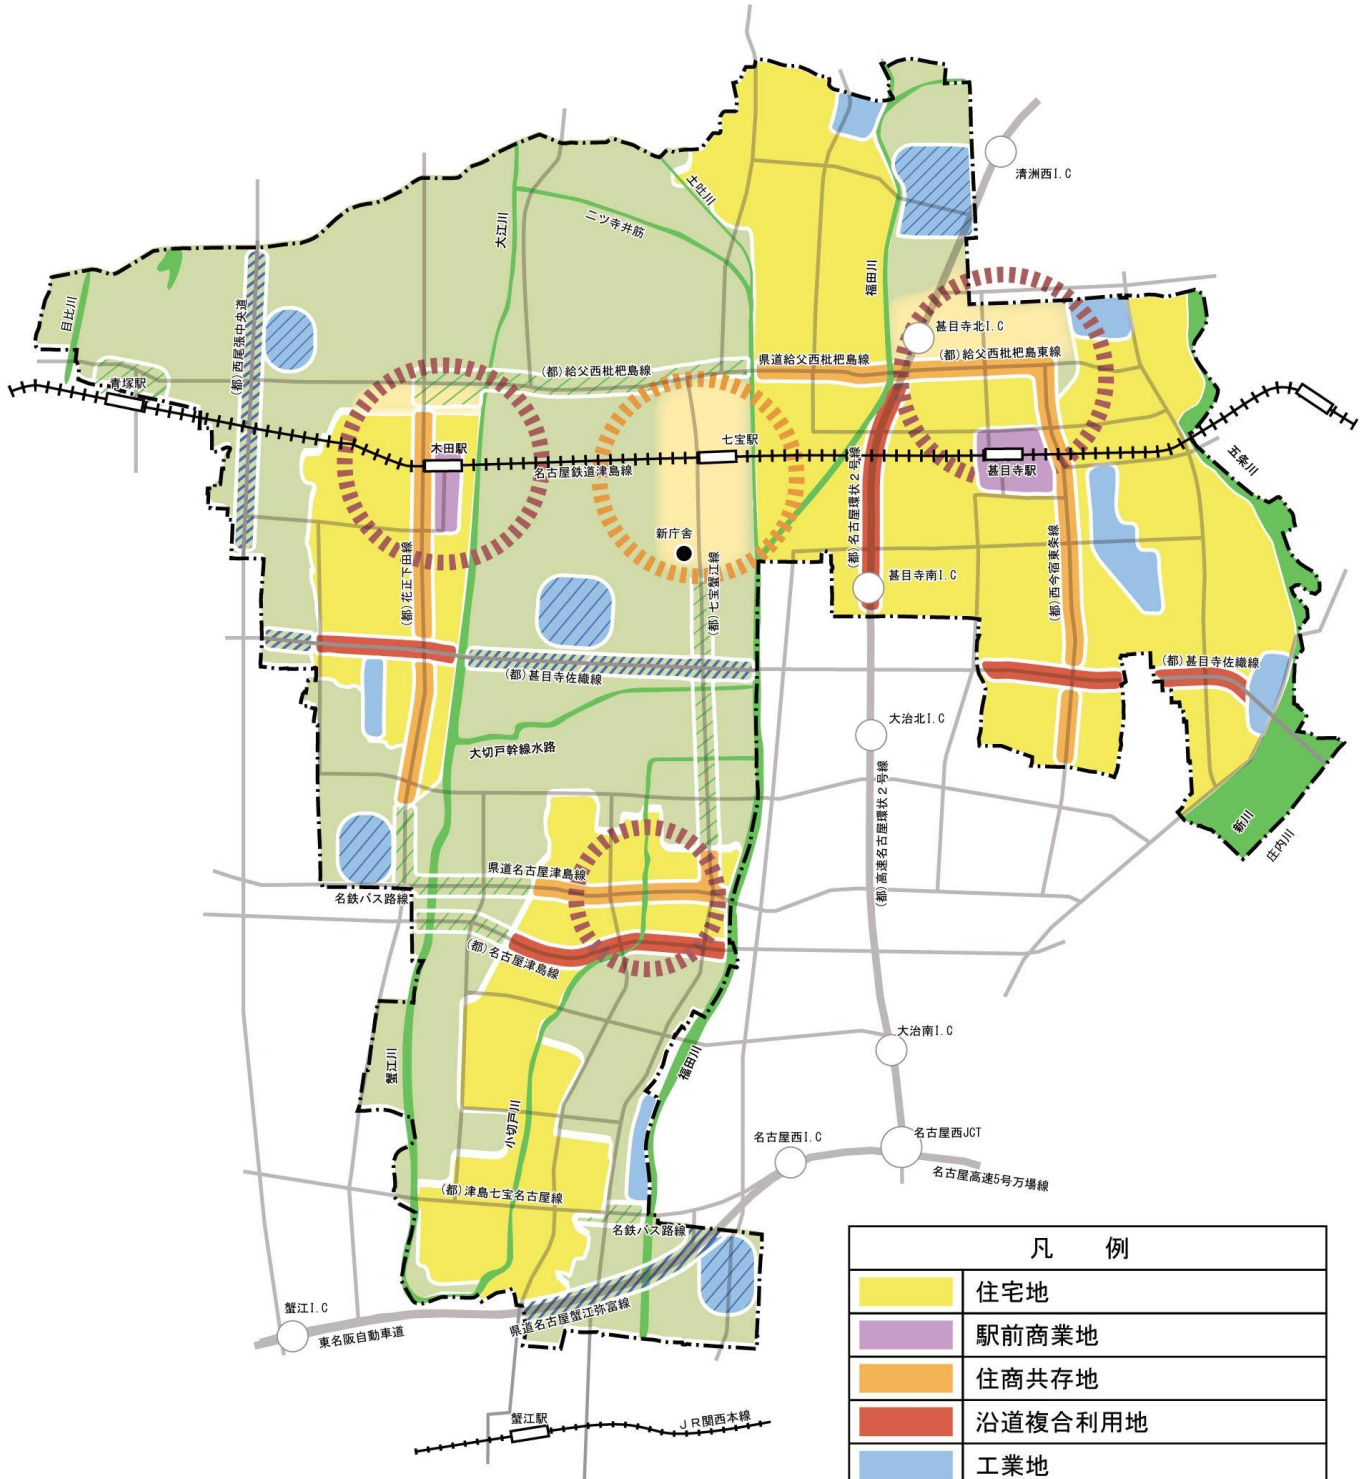 清洲西I.C
土吐川
二ツ寺井筋
大江川
福田川
目比川
(都)西尾張中央道
甚目寺北I.C
(都)給父西枇杷島東線
県道給父西枇杷島線
(都)給父西枇杷島線
青塚駅
木田駅
七宝駅
名古屋鉄道津島線
甚目寺駅
五条川
(都)名古屋環状2号線
新庁舎
(都)花正下田線
(都)七宝蟹江線
甚目寺南I.C
(都)西今宿東条線
(都)甚目寺佐織線
(都)甚目寺佐織線
大治北I.C
大切戸幹線水路
(都)高速名古屋環状2号線
新川
庄内川
県道名古屋津島線
名鉄バス路線
(都)名古屋津島線
大治南I.C
蟹江川
福田川
小切戸川
名古屋西I.C
名古屋西JCT
名古屋高速5号万場線
(都)津島七宝名古屋線
名鉄バス路線
県道名古屋蟹江弥富線
蟹江I.C
東名阪自動車道
蟹江駅
JR関西本線
凡 例
住宅地
駅前商業地
住商共存地
沿道複合利用地
工業地